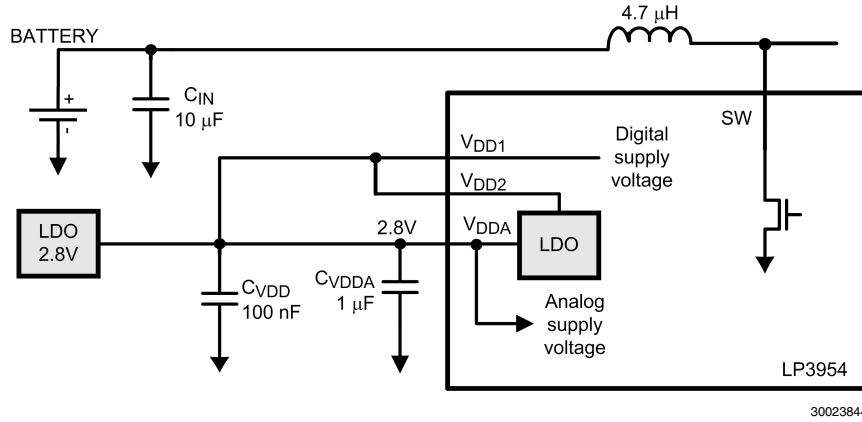 4.7 μH
BATTERY
+
-
CIN
10 μF
SW
VDD1
Digital
supply
voltage
VDD2
LDO
2.8V
2.8V
VDDA
LDO
CVDD
100 nF
CVDDA
1 μF
Analog
supply
voltage
LP3954